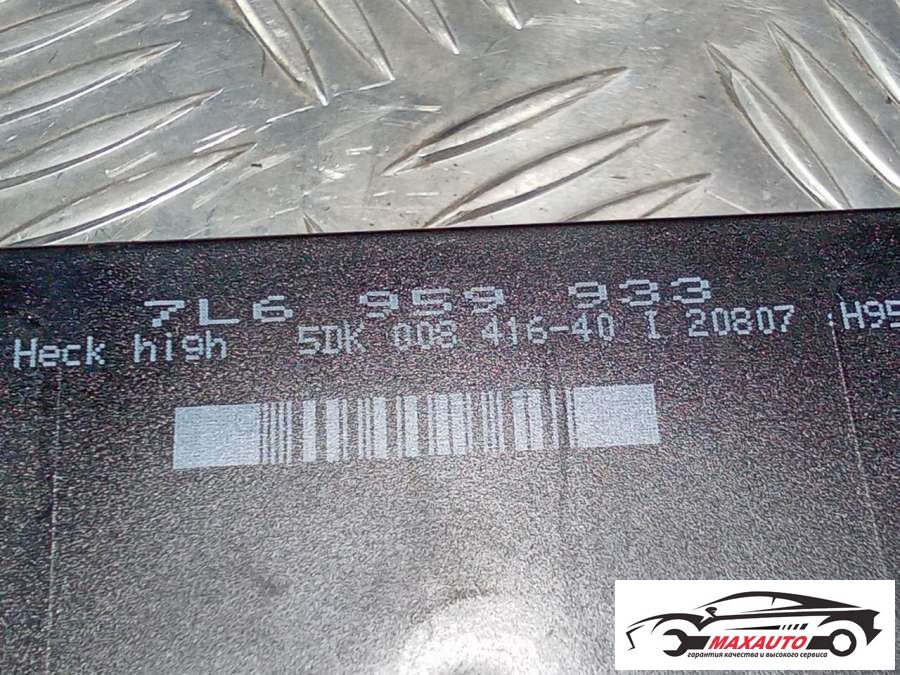 7L6 959 933
Heck high 5DK 008 416-40 I 20807 :H95
MAXAUTO
гарантия качества и высокого сервиса